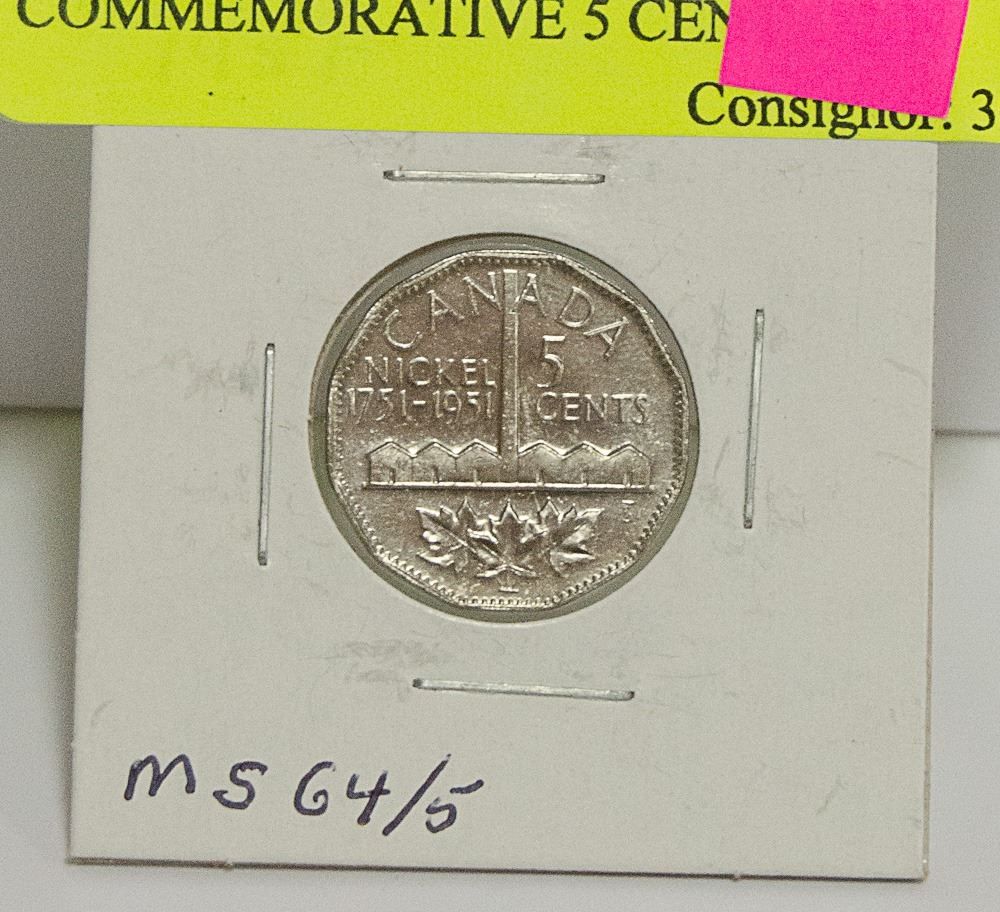 COMMEMORATIVE 5 CEN
Consignor: 3
CANADA
NICKEL 5
1751-1951 CENTS
MS 64/5